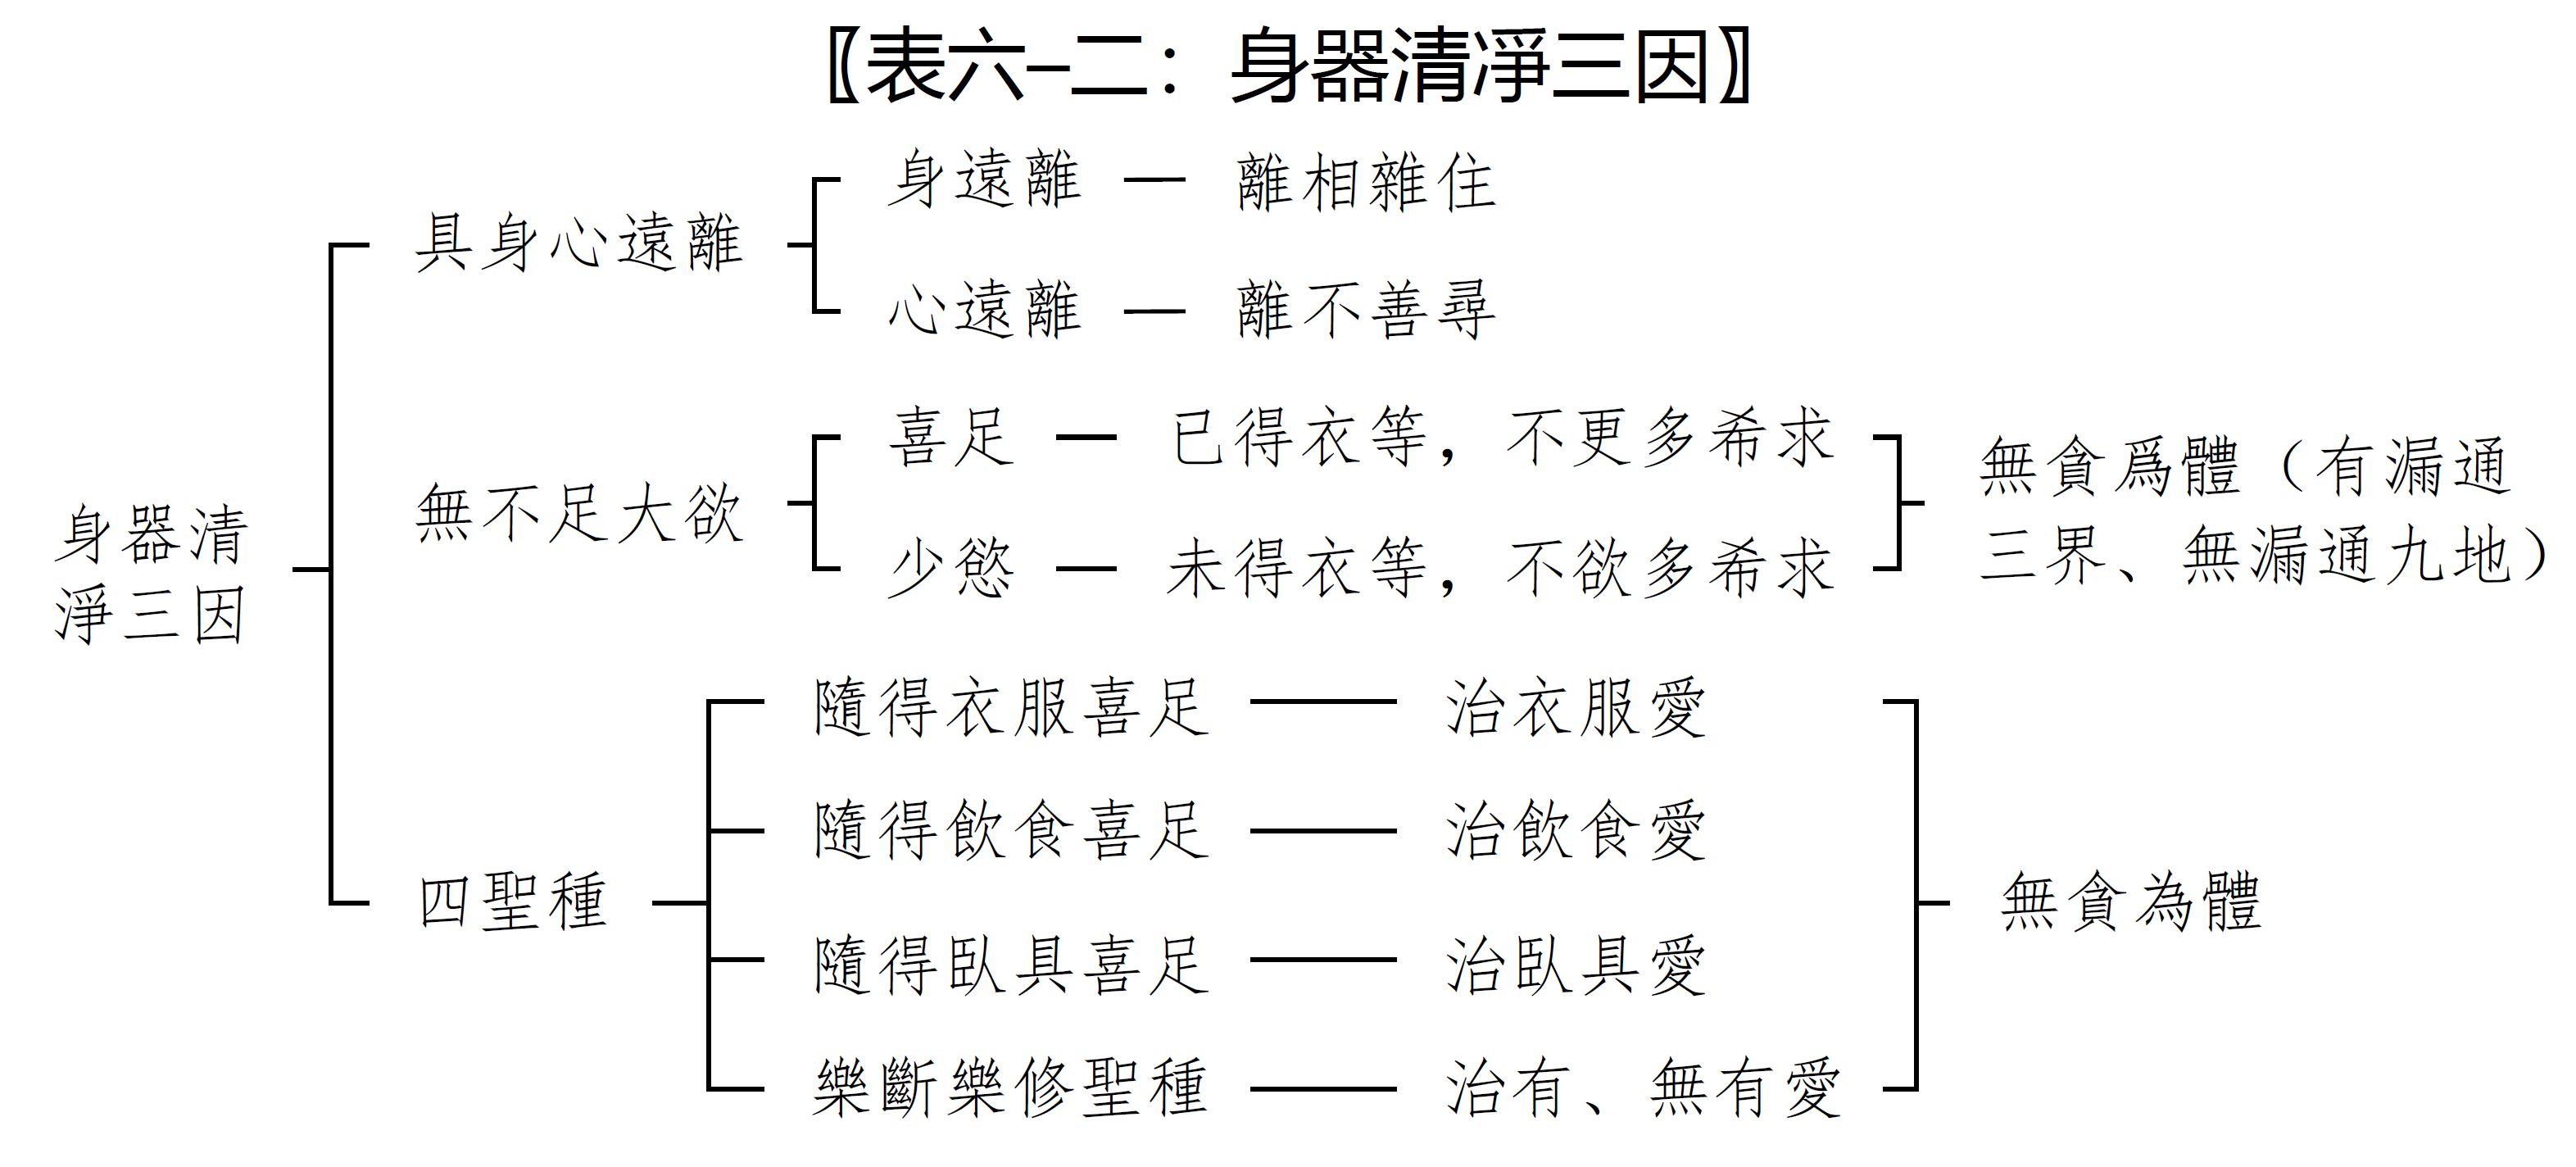 〖表六–二：身器清淨三因〗
身器清
淨三因
具身心遠離
身遠離 — 離相雜住
心遠離 — 離不善尋
無不足大欲
喜足 — 已得衣等，不更多希求
少慾 — 未得衣等，不欲多希求
無貪爲體（有漏通
三界、無漏通九地）
四聖種
隨得衣服喜足 —— 治衣服愛
隨得飲食喜足 —— 治飲食愛
隨得臥具喜足 —— 治臥具愛
樂斷樂修聖種 —— 治有、無有愛
無貪為體